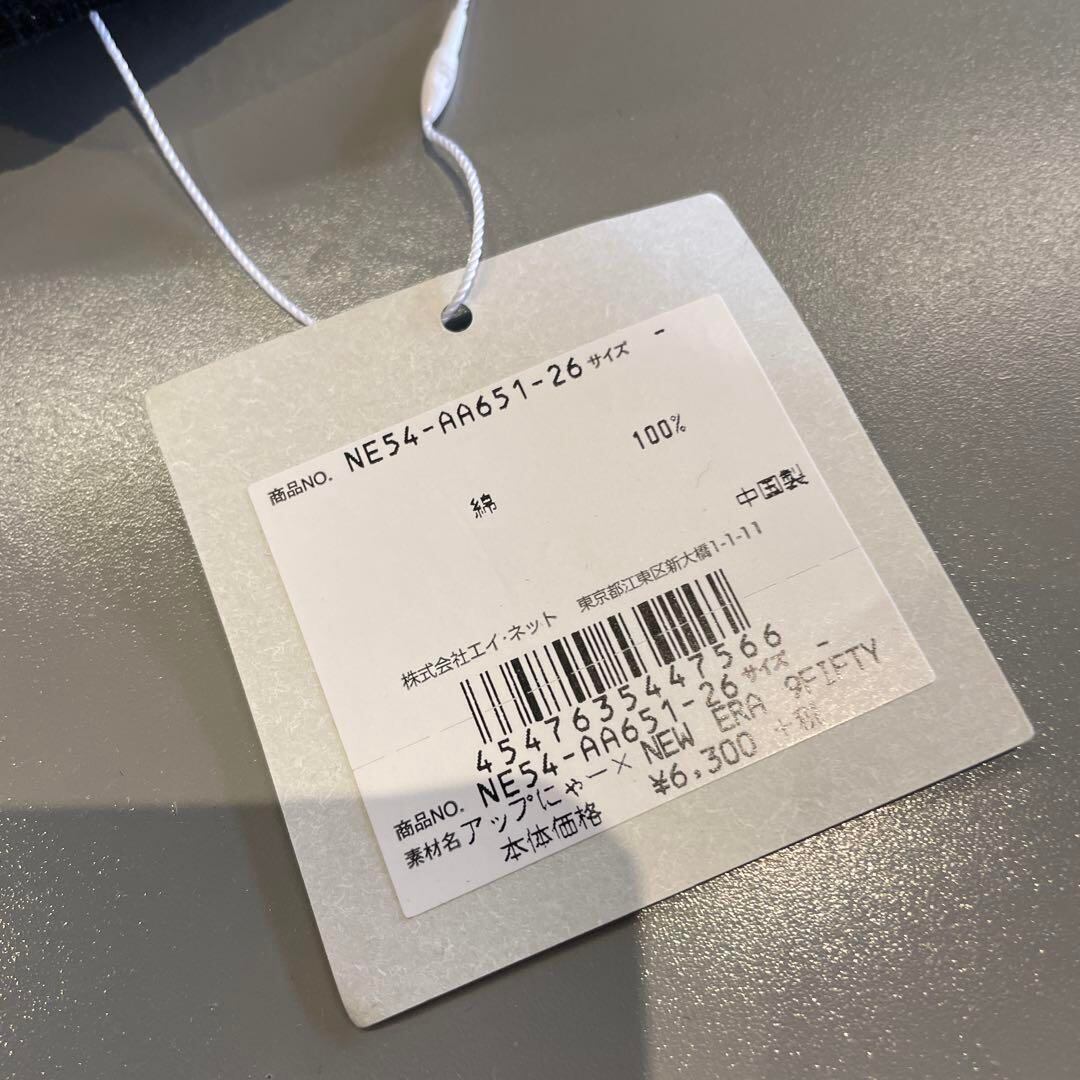 商品NO. NE54-AA651-26 サイズ -
綿 100%
中国製
株式会社エイ・ネット 東京都江東区新大橋1-1-11
4547635447566
商品NO. NE54-AA651-26 サイズ -
素材名 アップにゃー× NEW ERA 9FIFTY
本体価格 ¥6,300 +税